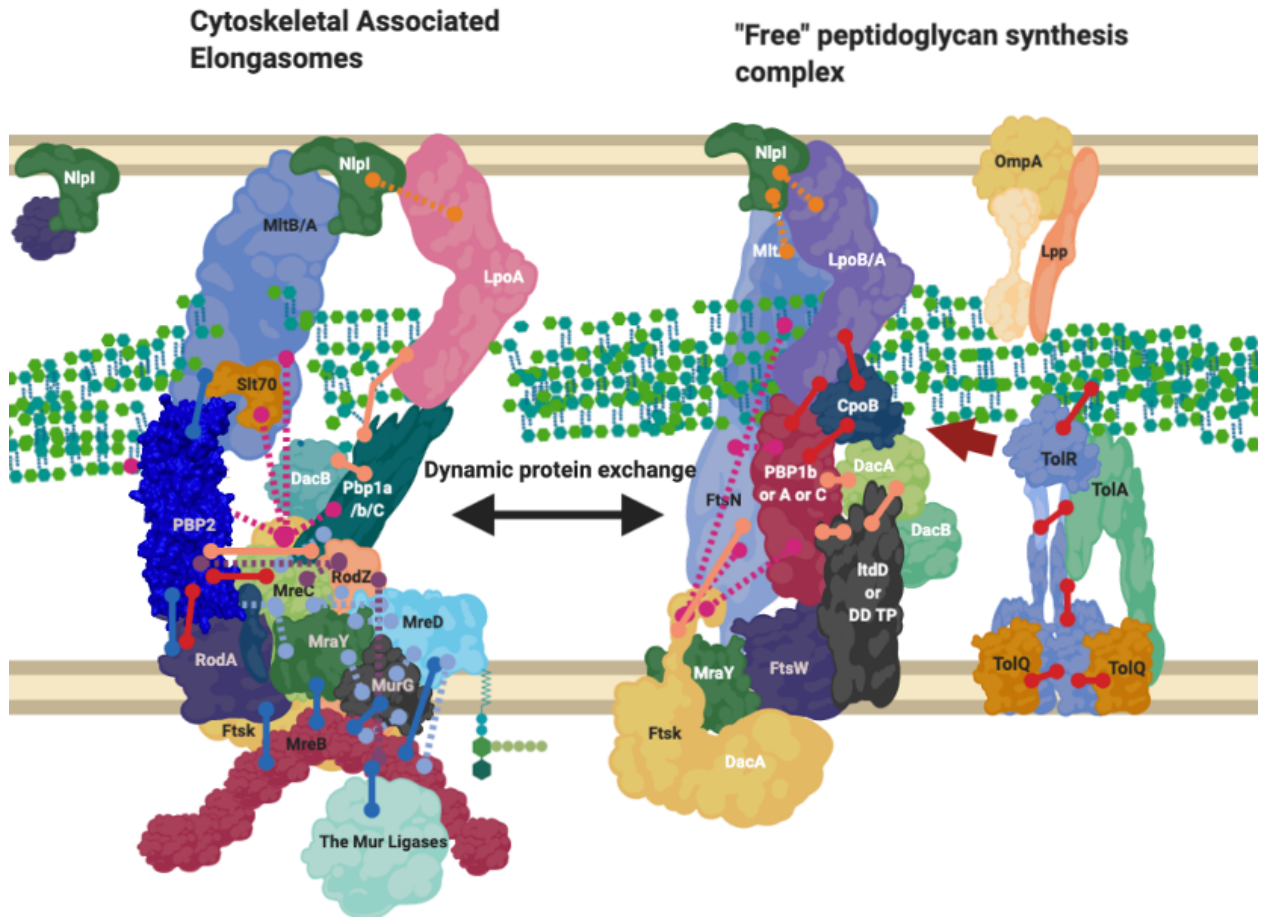 Cytoskeletal Associated
Elongasomes
"Free" peptidoglycan synthesis
complex
NlpI
MltB/A
NlpI
LpoA
Slt70
DacB
Pbp1a
/b/C
PBP2
MreC
RodZ
MreD
RodA
MraY
MurG
Ftsk
MreB
The Mur Ligases
Dynamic protein exchange
NlpI
Mlt
LpoB/A
CpoB
PBP1b
or A or C
DacA
FtsN
DacB
ltdD
or
DD TP
MraY
FtsW
Ftsk
DacA
OmpA
Lpp
TolR
TolA
TolQ
TolQ